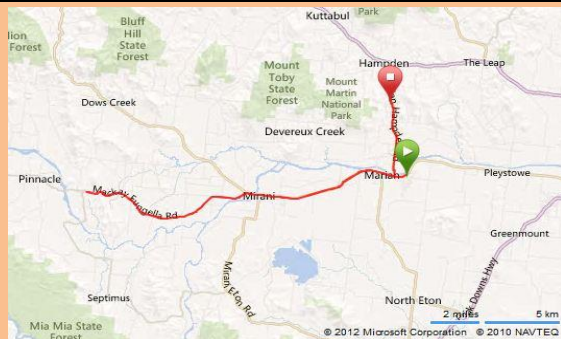 Kuttabul
Park
Bluff
Hill
State
Forest
lion
Forest
Hampden
The Leap
Mount
Toby
State
Forest
Mount
Martin
National
Park
Dows Creek
Devereux Creek
Pinnacle
Marian
Pleystowe
Mackay Eungella Rd
Mirani
Greenmount
Mirani Eton Rd
Septimus
North Eton
Downs Hwy
Mia Mia State
Forest
2 miles
5 km
© 2012 Microsoft Corporation © 2010 NAVTEQ